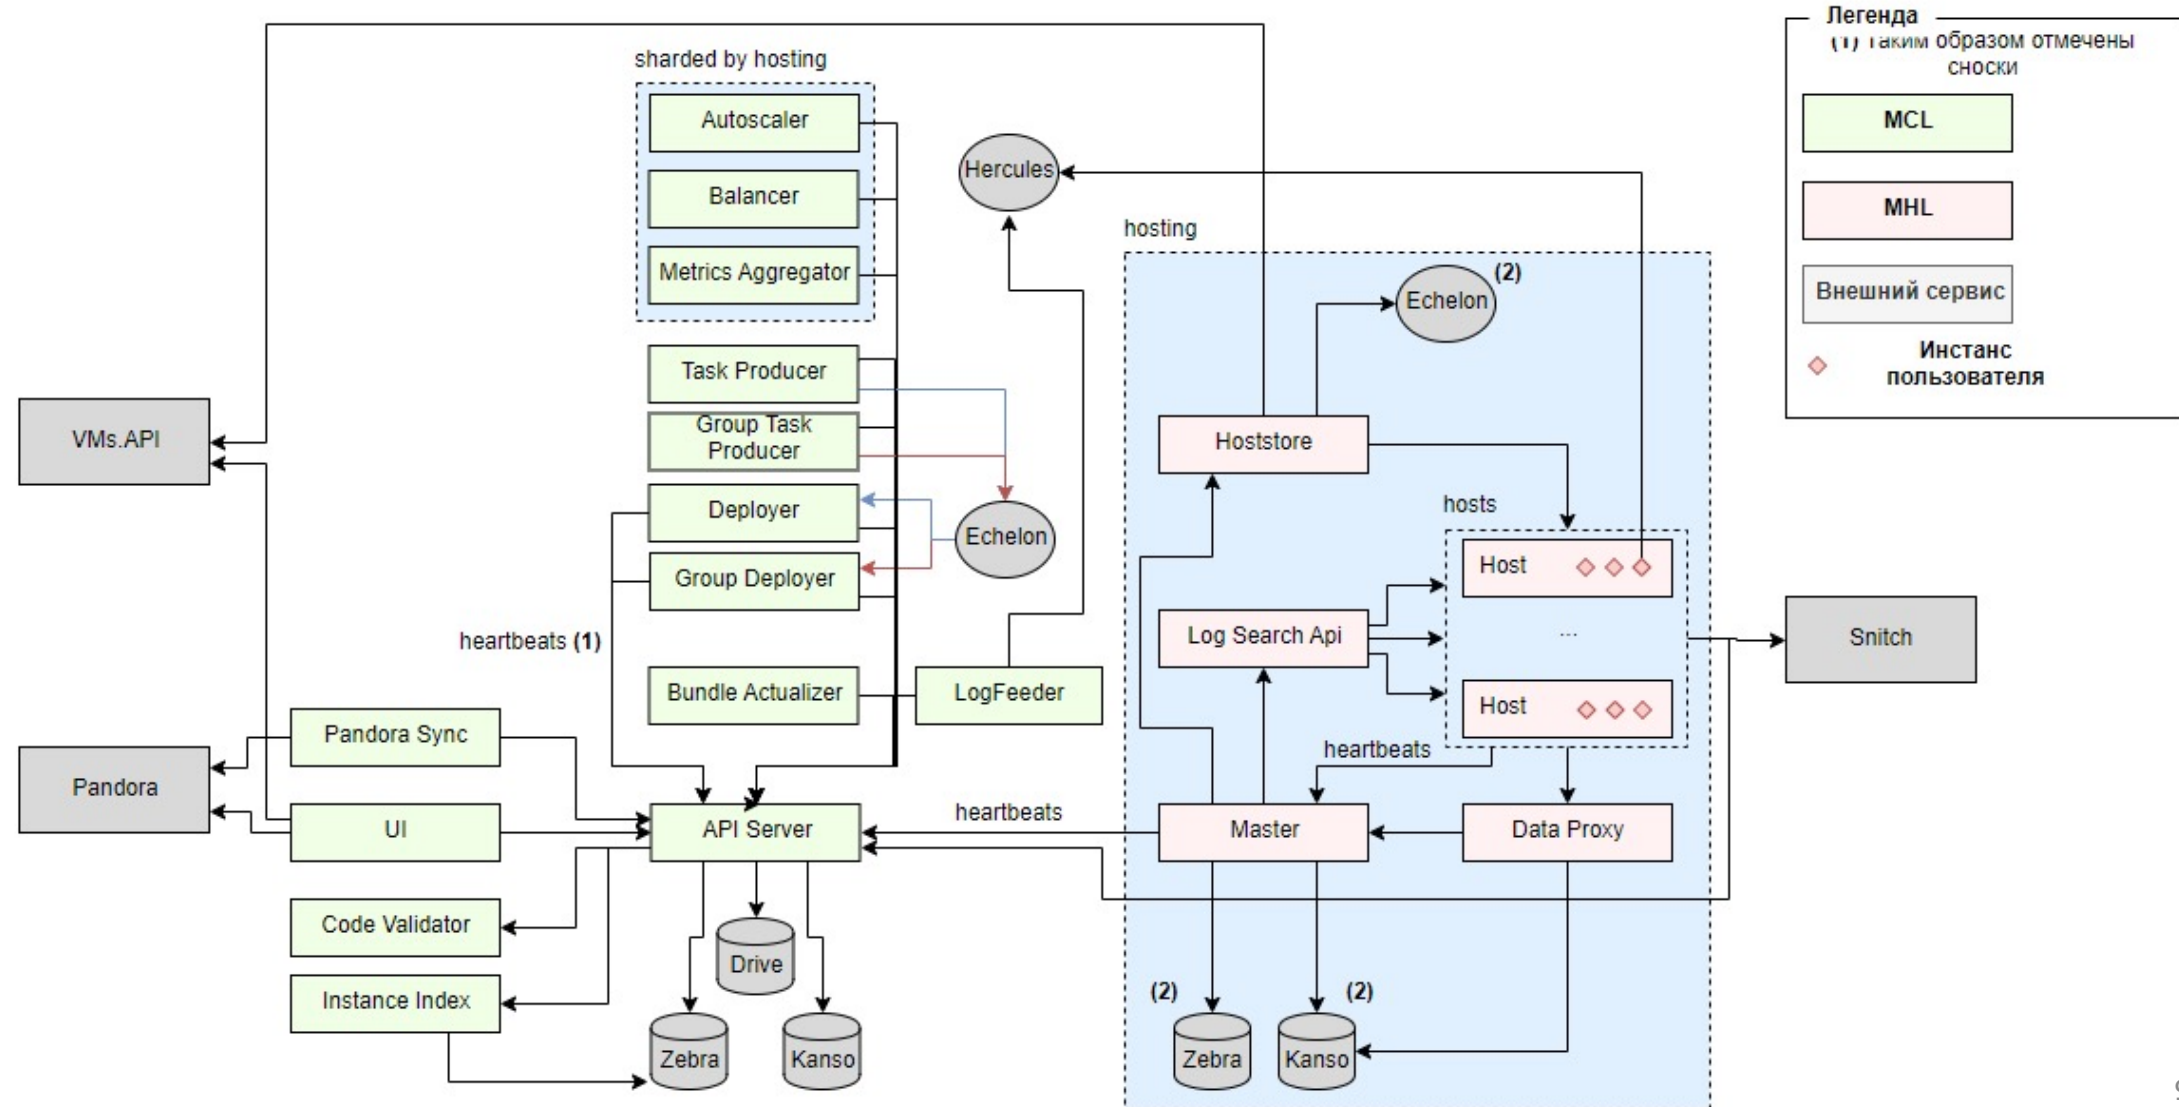 Легенда
(1) таким образом отмечены
сноски
MCL
MHL
Внешний сервис
Инстанс
пользователя
sharded by hosting
Autoscaler
Balancer
Metrics Aggregator
Hercules
hosting
Echelon
(2)
Task Producer
Group Task
Producer
Deployer
Group Deployer
Echelon
VMs.API
Hoststore
hosts
Host
...
Host
Log Search Api
Snitch
heartbeats (1)
Bundle Actualizer
LogFeeder
Pandora Sync
Pandora
UI
API Server
heartbeats
heartbeats
Master
Data Proxy
Code Validator
Instance Index
Drive
Zebra
Kanso
(2)
(2)
Zebra
Kanso